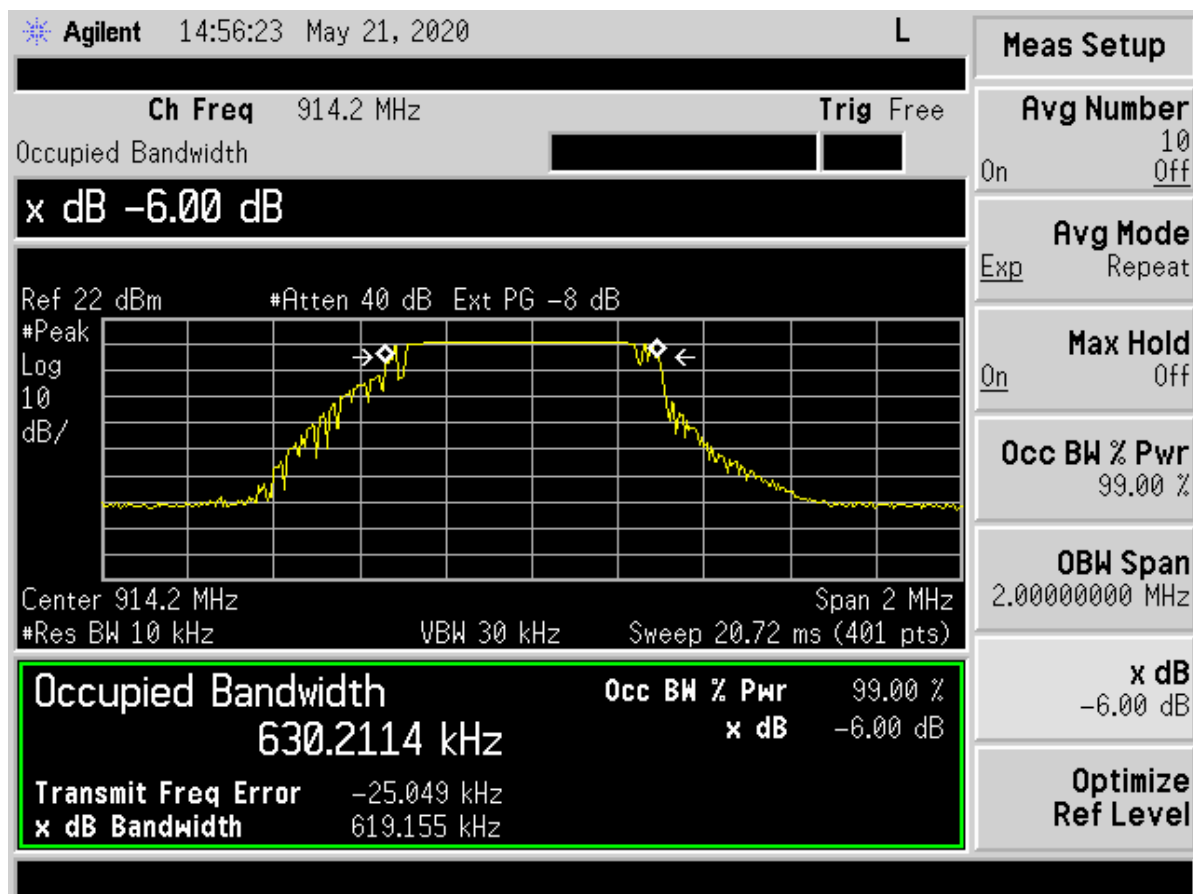 Agilent 14:56:23 May 21, 2020 L
Ch Freq 914.2 MHz Trig Free
Occupied Bandwidth
x dB -6.00 dB
Ref 22 dBm #Atten 40 dB Ext PG -8 dB
#Peak
Log
10
dB/
Center 914.2 MHz Span 2 MHz
#Res BW 10 kHz VBW 30 kHz Sweep 20.72 ms (401 pts)
Occupied Bandwidth Occ BW % Pwr 99.00 %
630.2114 kHz x dB -6.00 dB
Transmit Freq Error -25.049 kHz
x dB Bandwidth 619.155 kHz
Meas Setup
Avg Number
10
On Off
Avg Mode
Exp Repeat
Max Hold
On Off
Occ BW % Pwr
99.00 %
OBW Span
2.00000000 MHz
x dB
-6.00 dB
Optimize
Ref Level